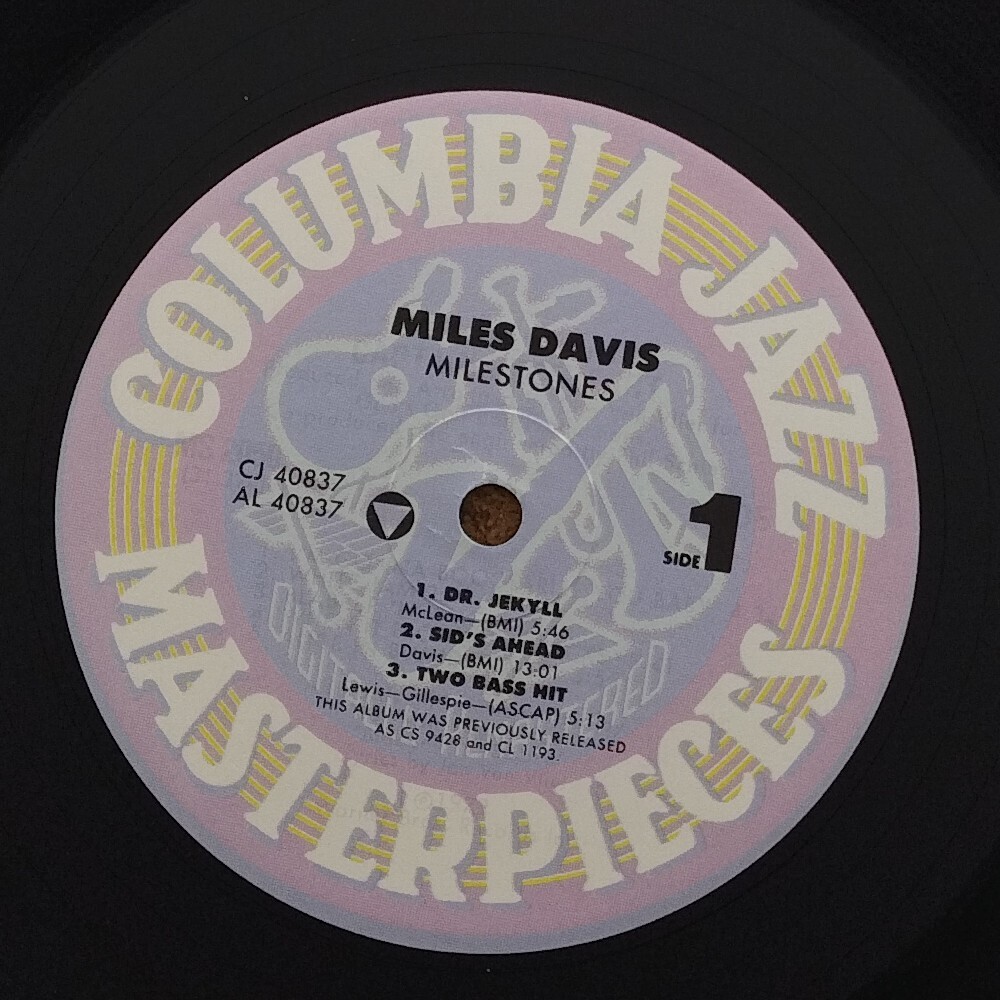 COLUMBIA JAZZ
MILES DAVIS
MILESTONES
CJ 40837
AL 40837
SIDE 1
1. DR. JEKYLL
McLean—(BMI) 5:46
2. SID'S AHEAD
Davis—(BMI) 13:01
3. TWO BASS HIT
Lewis—Gillespie—(ASCAP) 5:13
THIS ALBUM WAS PREVIOUSLY RELEASED
AS CS 9428 and CL 1193.
MASTERPIECES